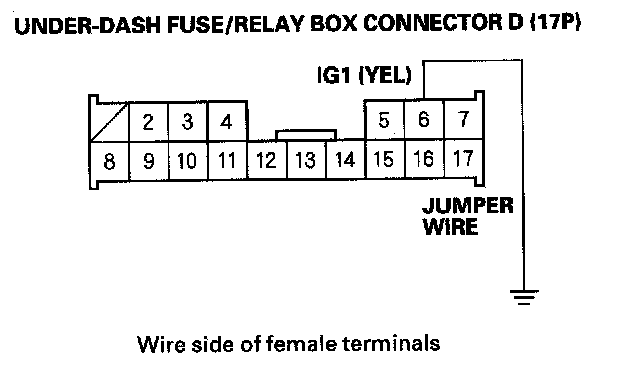 UNDER-DASH FUSE/RELAY BOX CONNECTOR D (17P)
IG1 (YEL)
2 3 4 5 6 7
8 9 10 11 12 13 14 15 16 17
JUMPER
WIRE
Wire side of female terminals